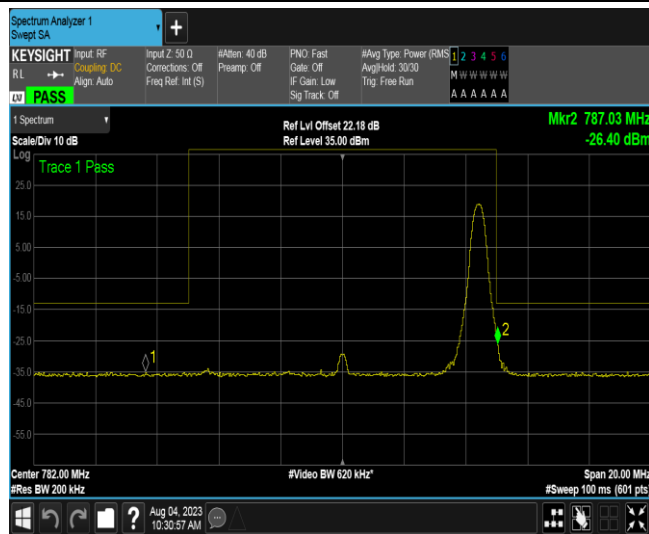 Spectrum Analyzer 1
Swept SA
+
KEYSIGHT Input: RF Input Z: 50 Ω #Atten: 40 dB PNO: Fast #Avg Type: Power (RMS 1 2 3 4 5 6
RL Coupling: DC Corrections: Off Preamp: Off Gate: Off Avg|Hold: 30/30 M W W W W W
Align: Auto Freq Ref: Int (S) IF Gain: Low Trig: Free Run
LXI PASS Sig Track: Off A A A A A A
1 Spectrum Ref Lvl Offset 22.18 dB Mkr2 787.03 MHz
Scale/Div 10 dB Ref Level 35.00 dBm -26.40 dBm
Log
Trace 1 Pass
25.0
15.0
5.00
-5.00
-15.0
-25.0
2
1
-35.0
-45.0
-55.0
Center 782.00 MHz #Video BW 620 kHz* Span 20.00 MHz
#Res BW 200 kHz #Sweep 100 ms (601 pts)
? Aug 04, 2023
10:30:57 AM